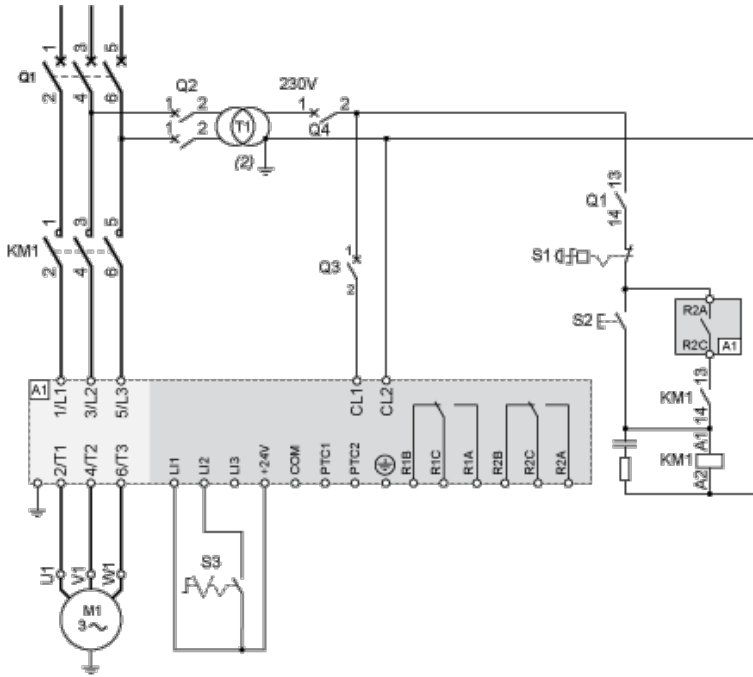 1 3 5
Q1
2 4 6
Q2
1 2
1 2
T1
(2)
230V
1 2
Q4
1 3 5
KM1
2 4 6
1
Q3
2
13
Q1
14
S1
S2
R2A
R2C
A1
13
KM1
14
A1
KM1
A2
A1
1/L1 3/L2 5/L3 CL1 CL2
2/T1 4/T2 6/T3 LI1 LI2 LI3 +24V COM PTC1 PTC2 R1B R1C R1A R2B R2C R2A
S3
U1 V1 W1
M1
3